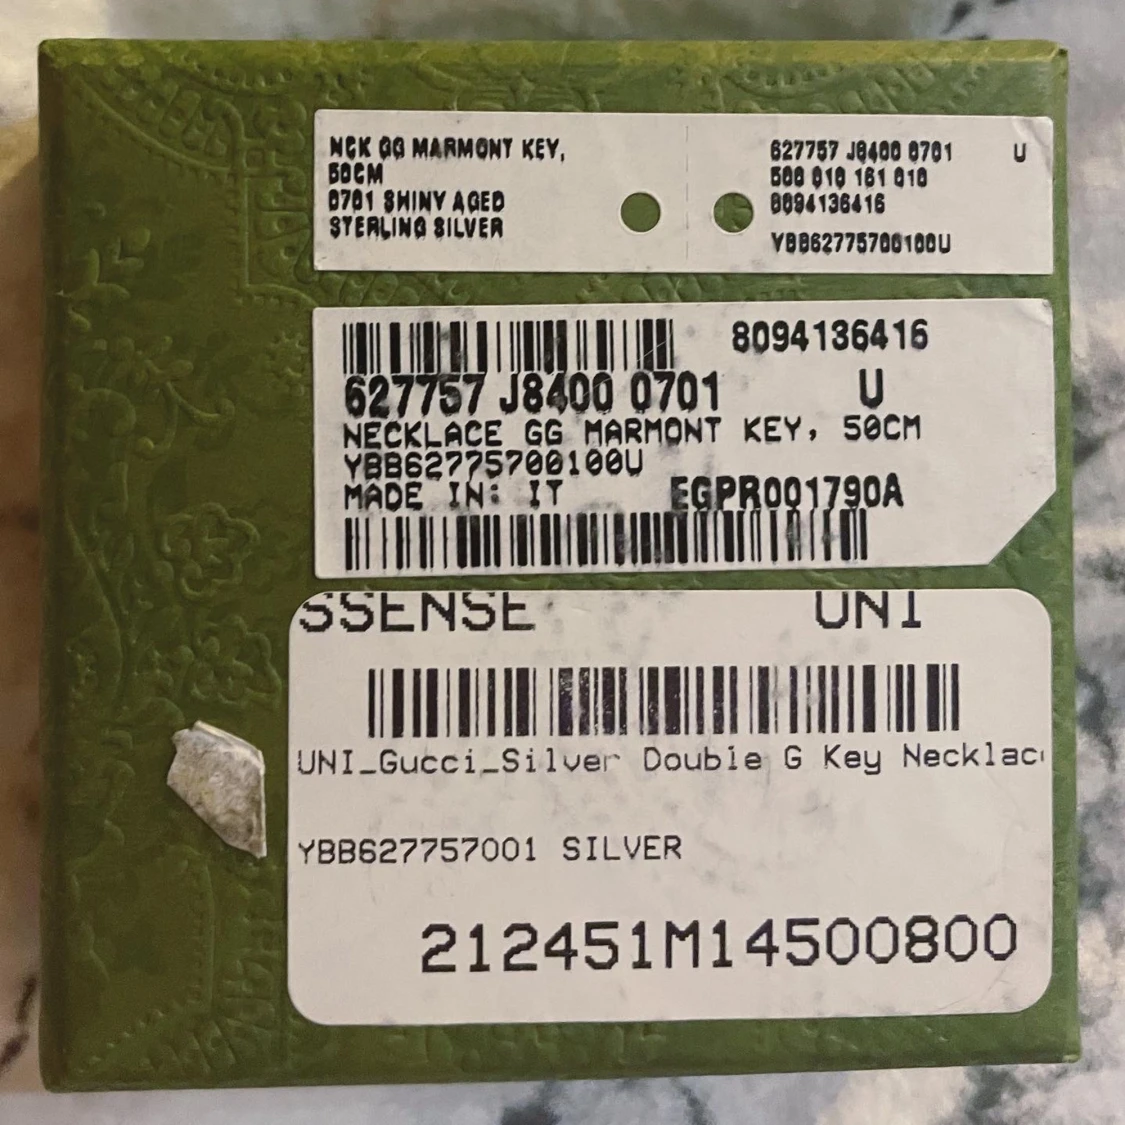 NCK GG MARMONT KEY,
50CM
0701 SHINY AGED
STERLING SILVER
627757 J8400 0701 U
500 010 161 010
8094136416
YBB62775700100U
8094136416
627757 J8400 0701 U
NECKLACE GG MARMONT KEY, 50CM
YBB62775700100U
MADE IN: IT EGPR001790A
SSENSE UNI
UNI_Gucci_Silver Double G Key Necklac
YBB627757001 SILVER
212451M14500800